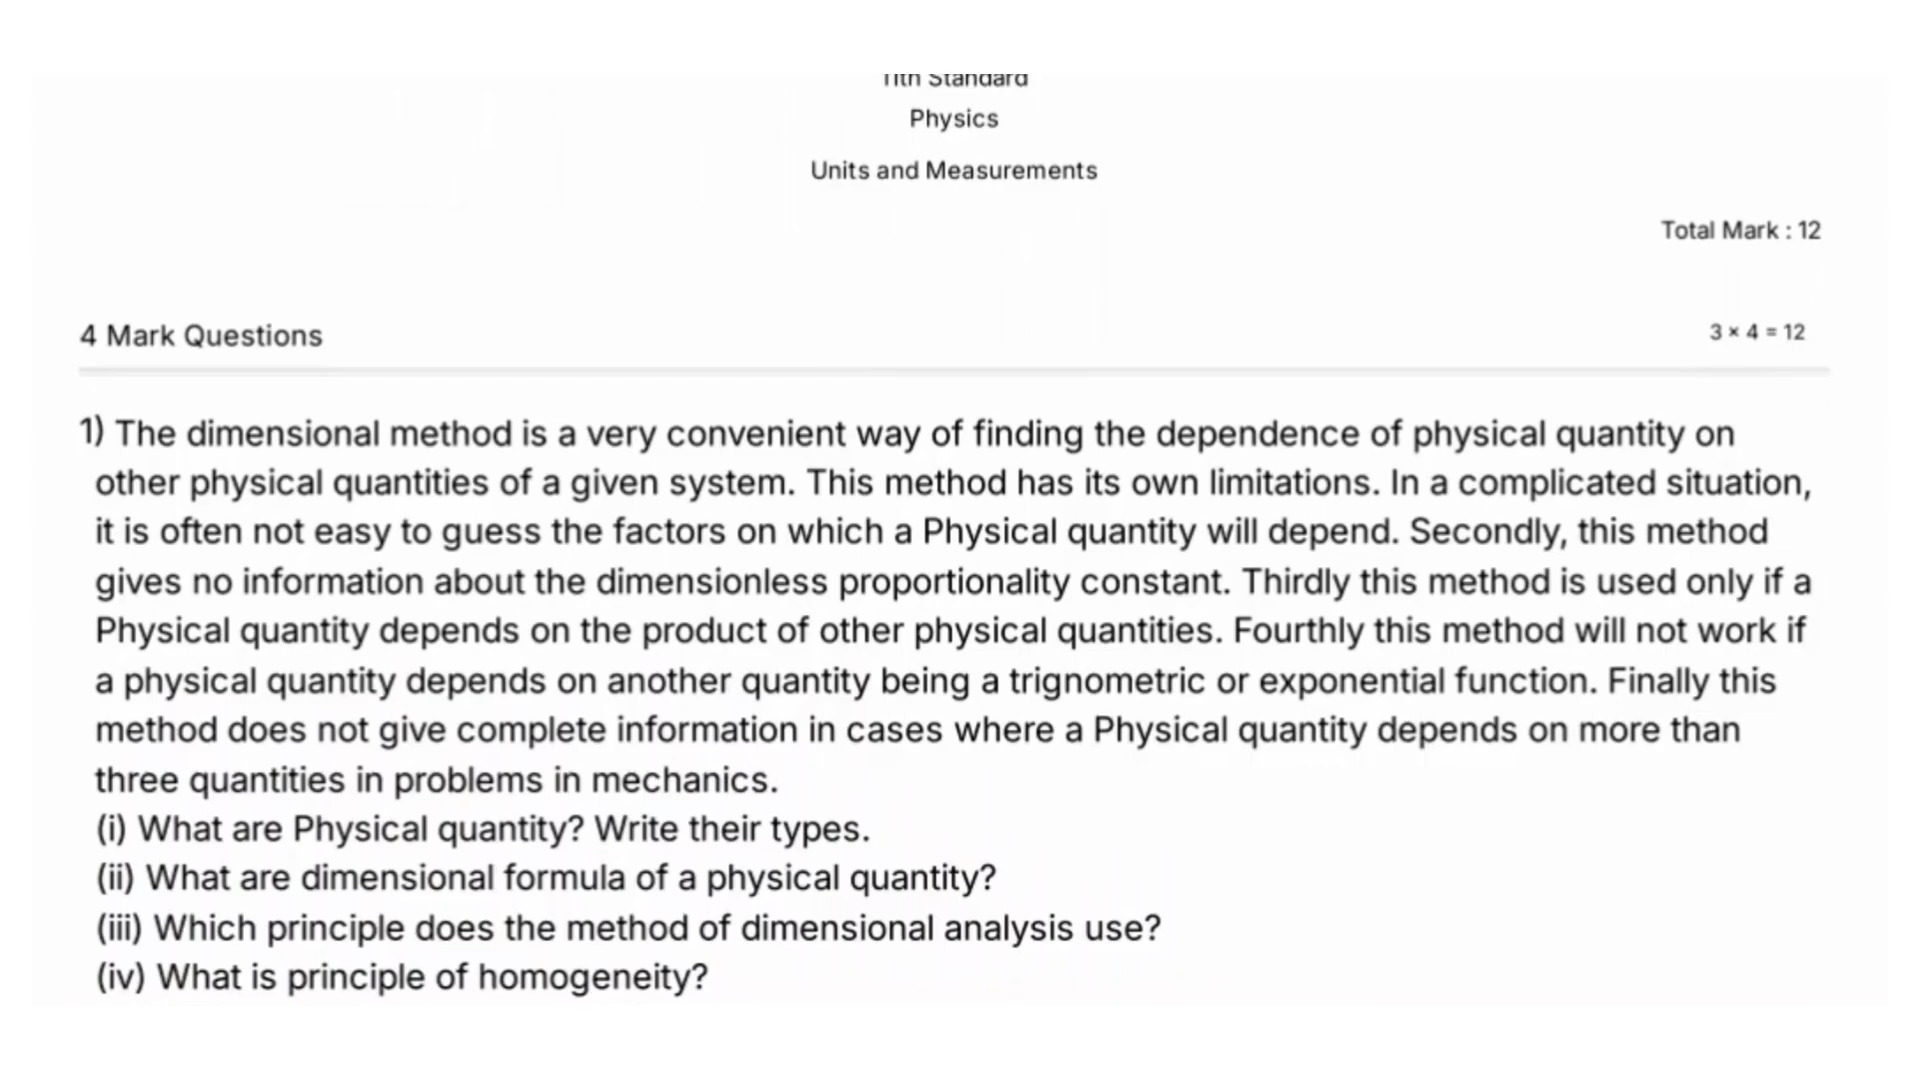 11th Standard
Physics
Units and Measurements
Total Mark : 12
4 Mark Questions
3 × 4 = 12
1) The dimensional method is a very convenient way of finding the dependence of physical quantity on
other physical quantities of a given system. This method has its own limitations. In a complicated situation,
it is often not easy to guess the factors on which a Physical quantity will depend. Secondly, this method
gives no information about the dimensionless proportionality constant. Thirdly this method is used only if a
Physical quantity depends on the product of other physical quantities. Fourthly this method will not work if
a physical quantity depends on another quantity being a trignometric or exponential function. Finally this
method does not give complete information in cases where a Physical quantity depends on more than
three quantities in problems in mechanics.
(i) What are Physical quantity? Write their types.
(ii) What are dimensional formula of a physical quantity?
(iii) Which principle does the method of dimensional analysis use?
(iv) What is principle of homogeneity?